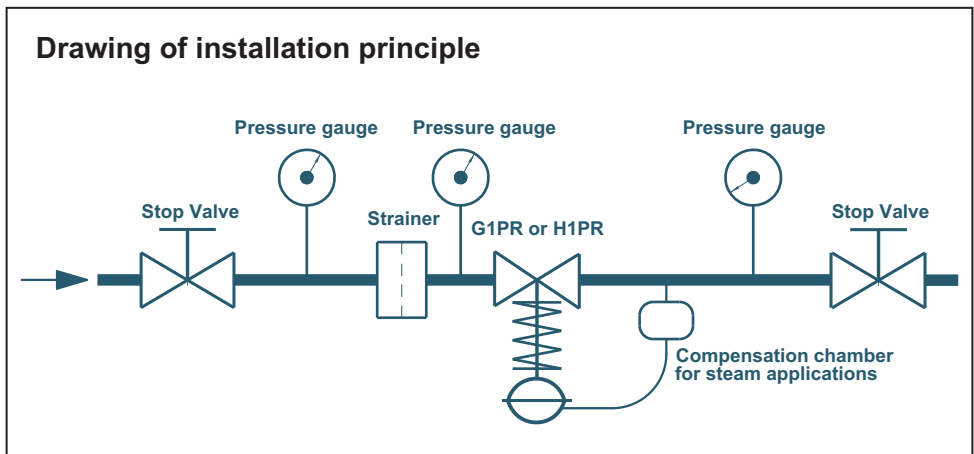 Drawing of installation principle
Pressure gauge
Pressure gauge
Pressure gauge
Stop Valve
Strainer
G1PR or H1PR
Stop Valve
Compensation chamber
for steam applications